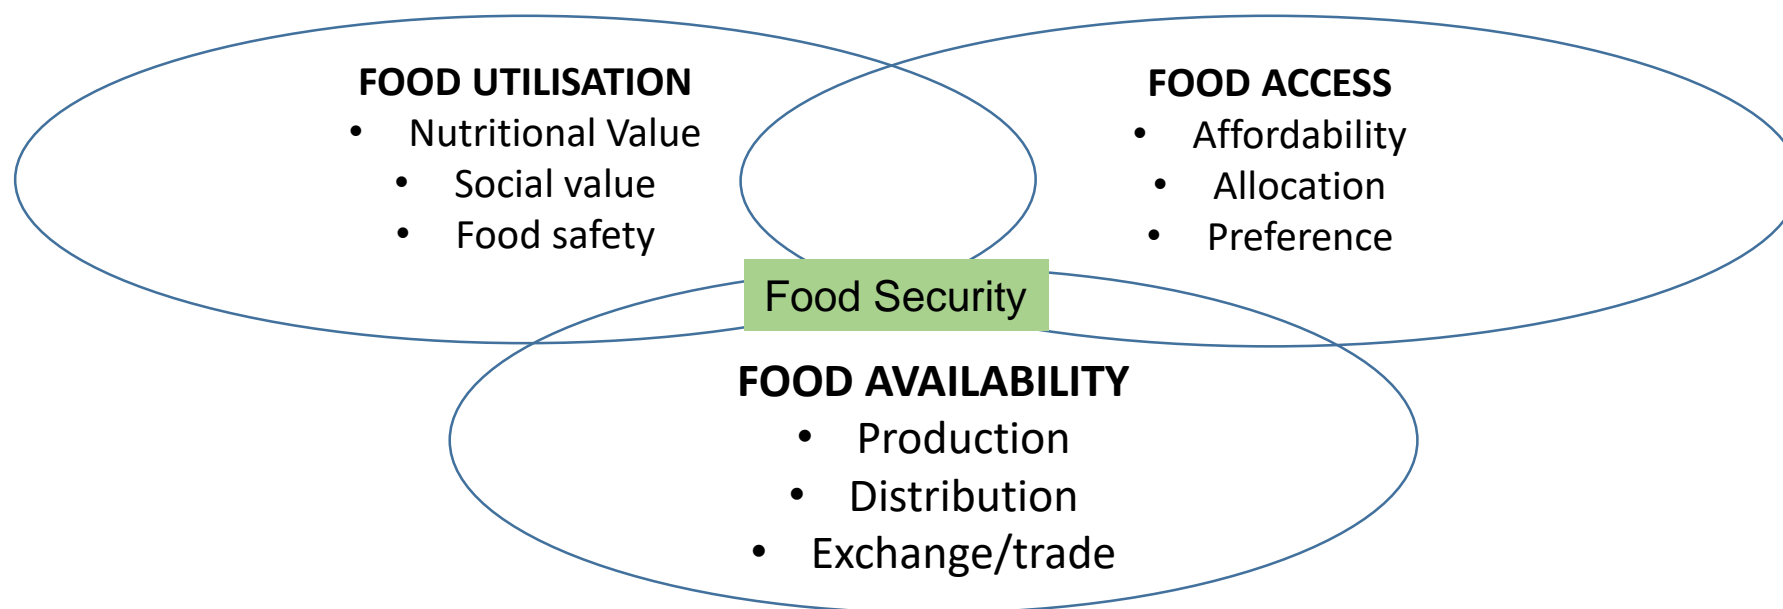 FOOD UTILISATION
• Nutritional Value
• Social value
• Food safety
FOOD ACCESS
• Affordability
• Allocation
• Preference
Food Security
FOOD AVAILABILITY
• Production
• Distribution
• Exchange/trade